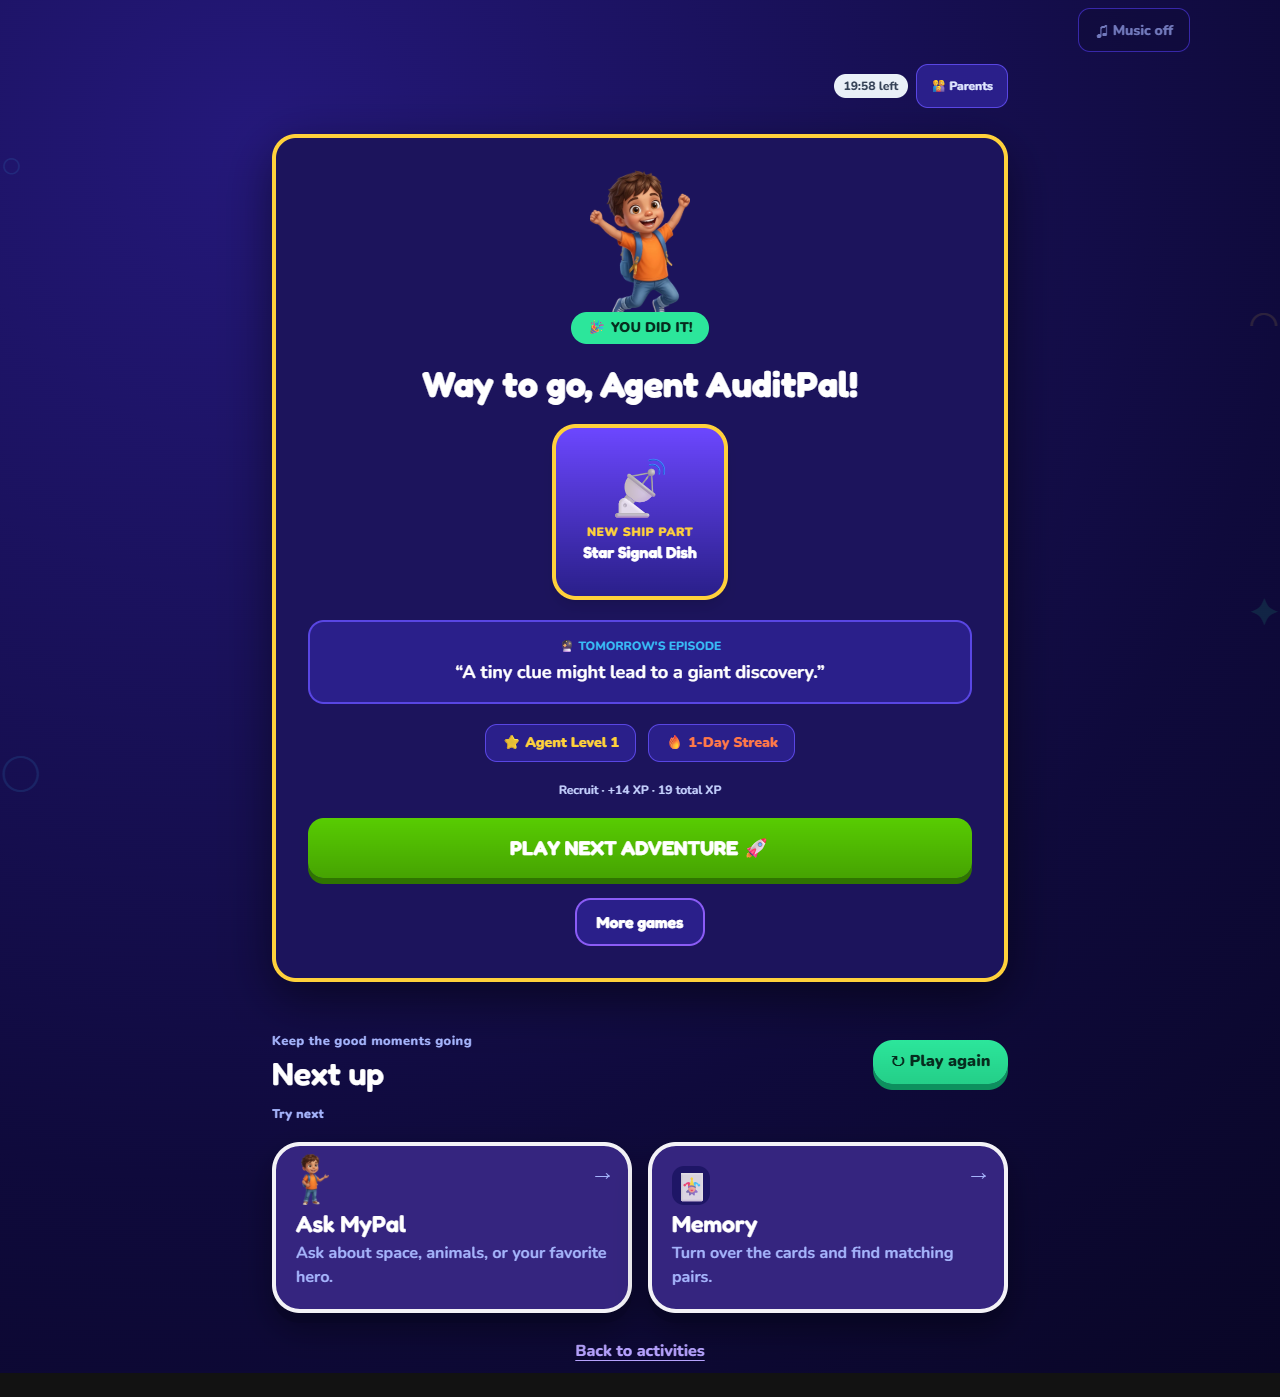 ♫ Music off
19:58 left
Parents
YOU DID IT!
Way to go, Agent AuditPal!
NEW SHIP PART
Star Signal Dish
TOMORROW'S EPISODE
“A tiny clue might lead to a giant discovery.”
Agent Level 1
1-Day Streak
Recruit · +14 XP · 19 total XP
PLAY NEXT ADVENTURE
More games
Keep the good moments going
Next up
↻ Play again
Try next
→
Ask MyPal
Ask about space, animals, or your favorite
hero.
→
Memory
Turn over the cards and find matching
pairs.
Back to activities